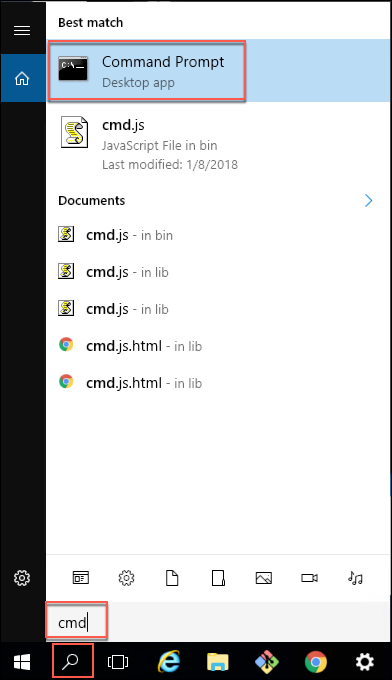 Best match
C:\._
Command Prompt
Desktop app
cmd.js
JavaScript File in bin
Last modified: 1/8/2018
Documents
cmd.js - in bin
cmd.js - in lib
cmd.js - in lib
cmd.js.html - in lib
cmd.js.html - in lib
cmd